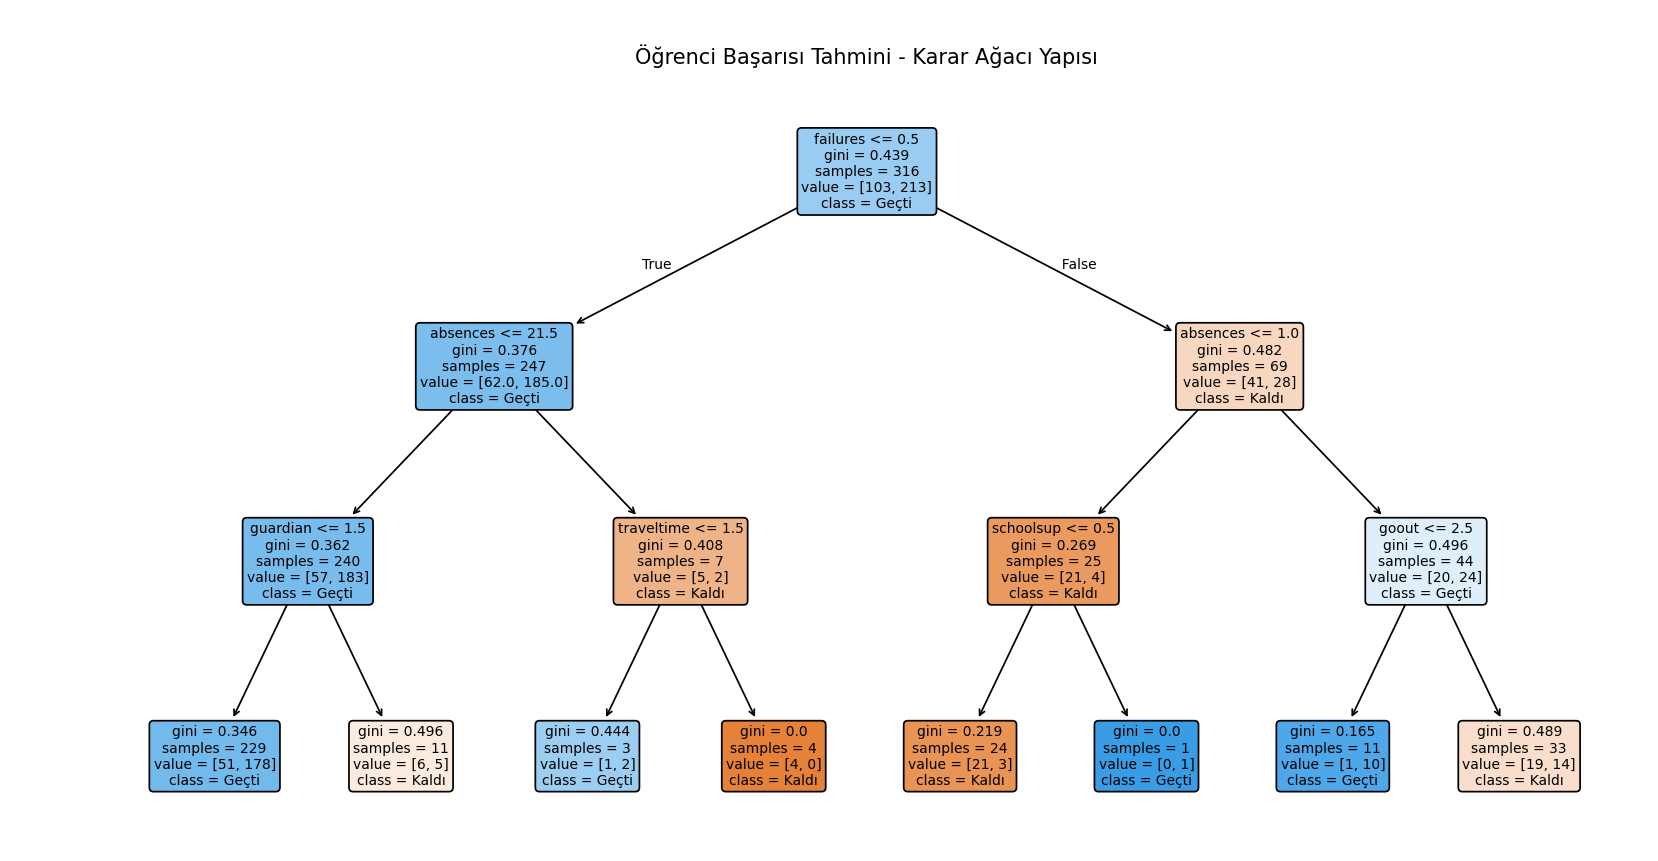 Öğrenci Başarısı Tahmini - Karar Ağacı Yapısı
failures <= 0.5
gini = 0.439
samples = 316
value = [103, 213]
class = Geçti
True
False
absences <= 21.5
gini = 0.376
samples = 247
value = [62.0, 185.0]
class = Geçti
absences <= 1.0
gini = 0.482
samples = 69
value = [41, 28]
class = Kaldı
guardian <= 1.5
gini = 0.362
samples = 240
value = [57, 183]
class = Geçti
traveltime <= 1.5
gini = 0.408
samples = 7
value = [5, 2]
class = Kaldı
schoolsup <= 0.5
gini = 0.269
samples = 25
value = [21, 4]
class = Kaldı
goout <= 2.5
gini = 0.496
samples = 44
value = [20, 24]
class = Geçti
gini = 0.346
samples = 229
value = [51, 178]
class = Geçti
gini = 0.496
samples = 11
value = [6, 5]
class = Kaldı
gini = 0.444
samples = 3
value = [1, 2]
class = Geçti
gini = 0.0
samples = 4
value = [4, 0]
class = Kaldı
gini = 0.219
samples = 24
value = [21, 3]
class = Kaldı
gini = 0.0
samples = 1
value = [0, 1]
class = Geçti
gini = 0.165
samples = 11
value = [1, 10]
class = Geçti
gini = 0.489
samples = 33
value = [19, 14]
class = Kaldı